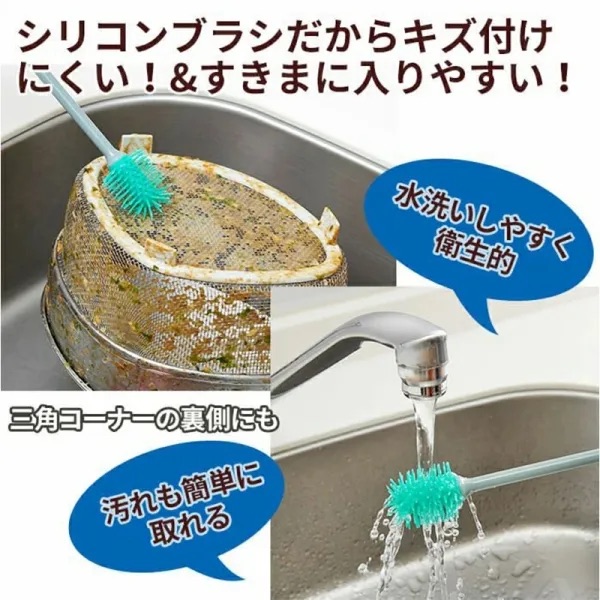 シリコンブラシだからキズ付け
にくい！&すきまに入りやすい！
水洗いしやすく
衛生的
三角コーナーの裏側にも
汚れも簡単に
取れる